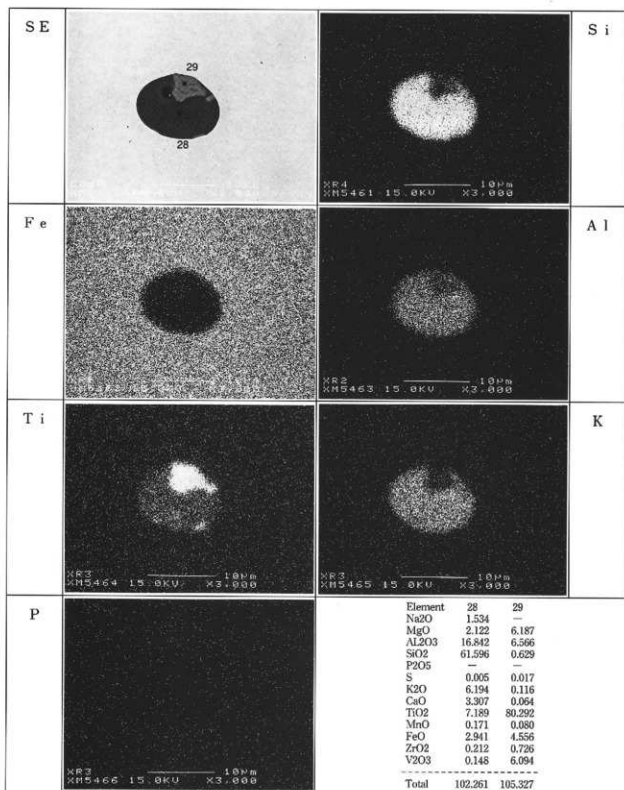 SE
29
28
Si
XR4 10µm
XM5461 15.0KV X3,000
Fe
Al
XR2 10µm
XM5463 15.0KV X3,000
Ti
XR3 10µm
XM5464 15.0KV X3,000
K
XR3 10µm
XM5465 15.0KV X3,000
P
XR3 10µm
XM5466 15.0KV X3,000
Element 28 29
Na2O 1.534 —
MgO 2.122 6.187
AL2O3 16.842 6.566
SiO2 61.596 0.629
P2O5 — —
S 0.005 0.017
K2O 6.194 0.116
CaO 3.307 0.064
TiO2 7.189 80.292
MnO 0.171 0.080
FeO 2.941 4.556
ZrO2 0.212 0.726
V2O3 0.148 6.094
Total 102.261 105.327